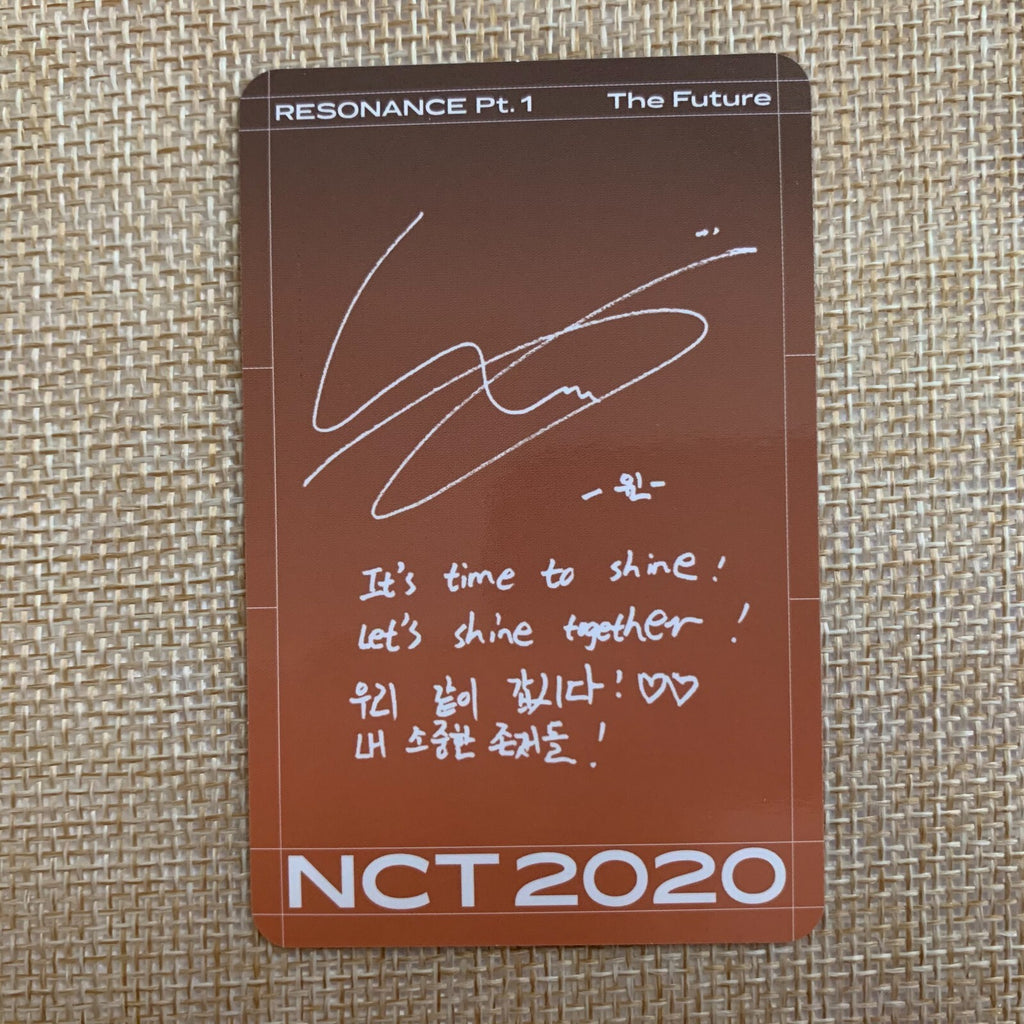 RESONANCE Pt. 1 The Future
-윈-
It's time to shine!
Let's shine together!
우리 같이 갑시다! ♡♡
내 소중한 존재들!
NCT 2020